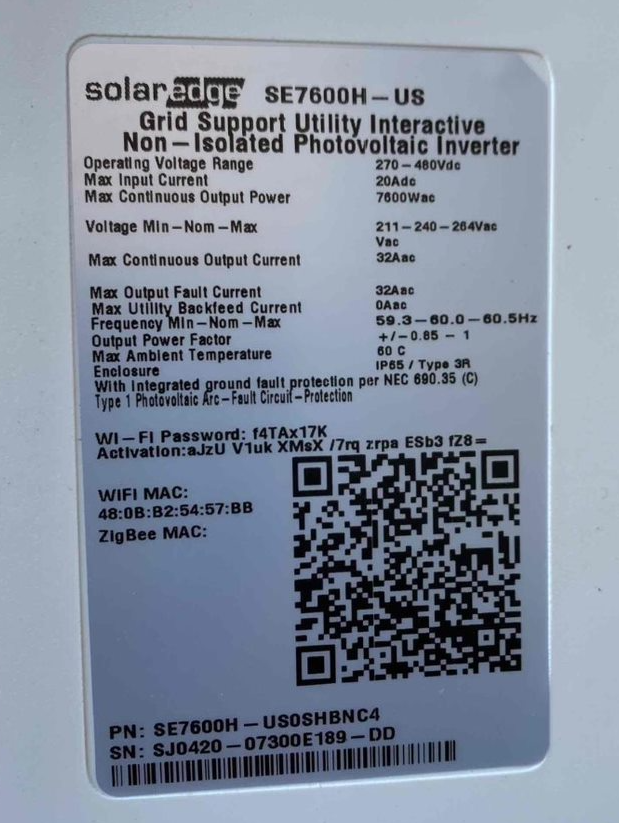 solaredge SE7600H-US
Grid Support Utility Interactive
Non-Isolated Photovoltaic Inverter
Operating Voltage Range 270-480Vdc
Max Input Current 20Adc
Max Continuous Output Power 7600Wac
Voltage Min-Nom-Max 211-240-264Vac
Vac
Max Continuous Output Current 32Aac
Max Output Fault Current 32Aac
Max Utility Backfeed Current 0Aac
Frequency Min-Nom-Max 59.3-60.0-60.5Hz
Output Power Factor +/-0.85 - 1
Max Ambient Temperature 60 C
Enclosure IP65 / Type 3R
With Integrated ground fault protection per NEC 690.35 (C)
Type 1 Photovoltaic Arc-Fault Circuit-Protection
Wi-Fi Password: f4TAx17K
Activation:aJzU V1uk XMsX /7rq zrpa ESb3 fZ8=
WIFI MAC:
48:0B:B2:54:57:BB
ZigBee MAC:
PN: SE7600H-US0SHBNC4
SN: SJ0420-07300E189-DD